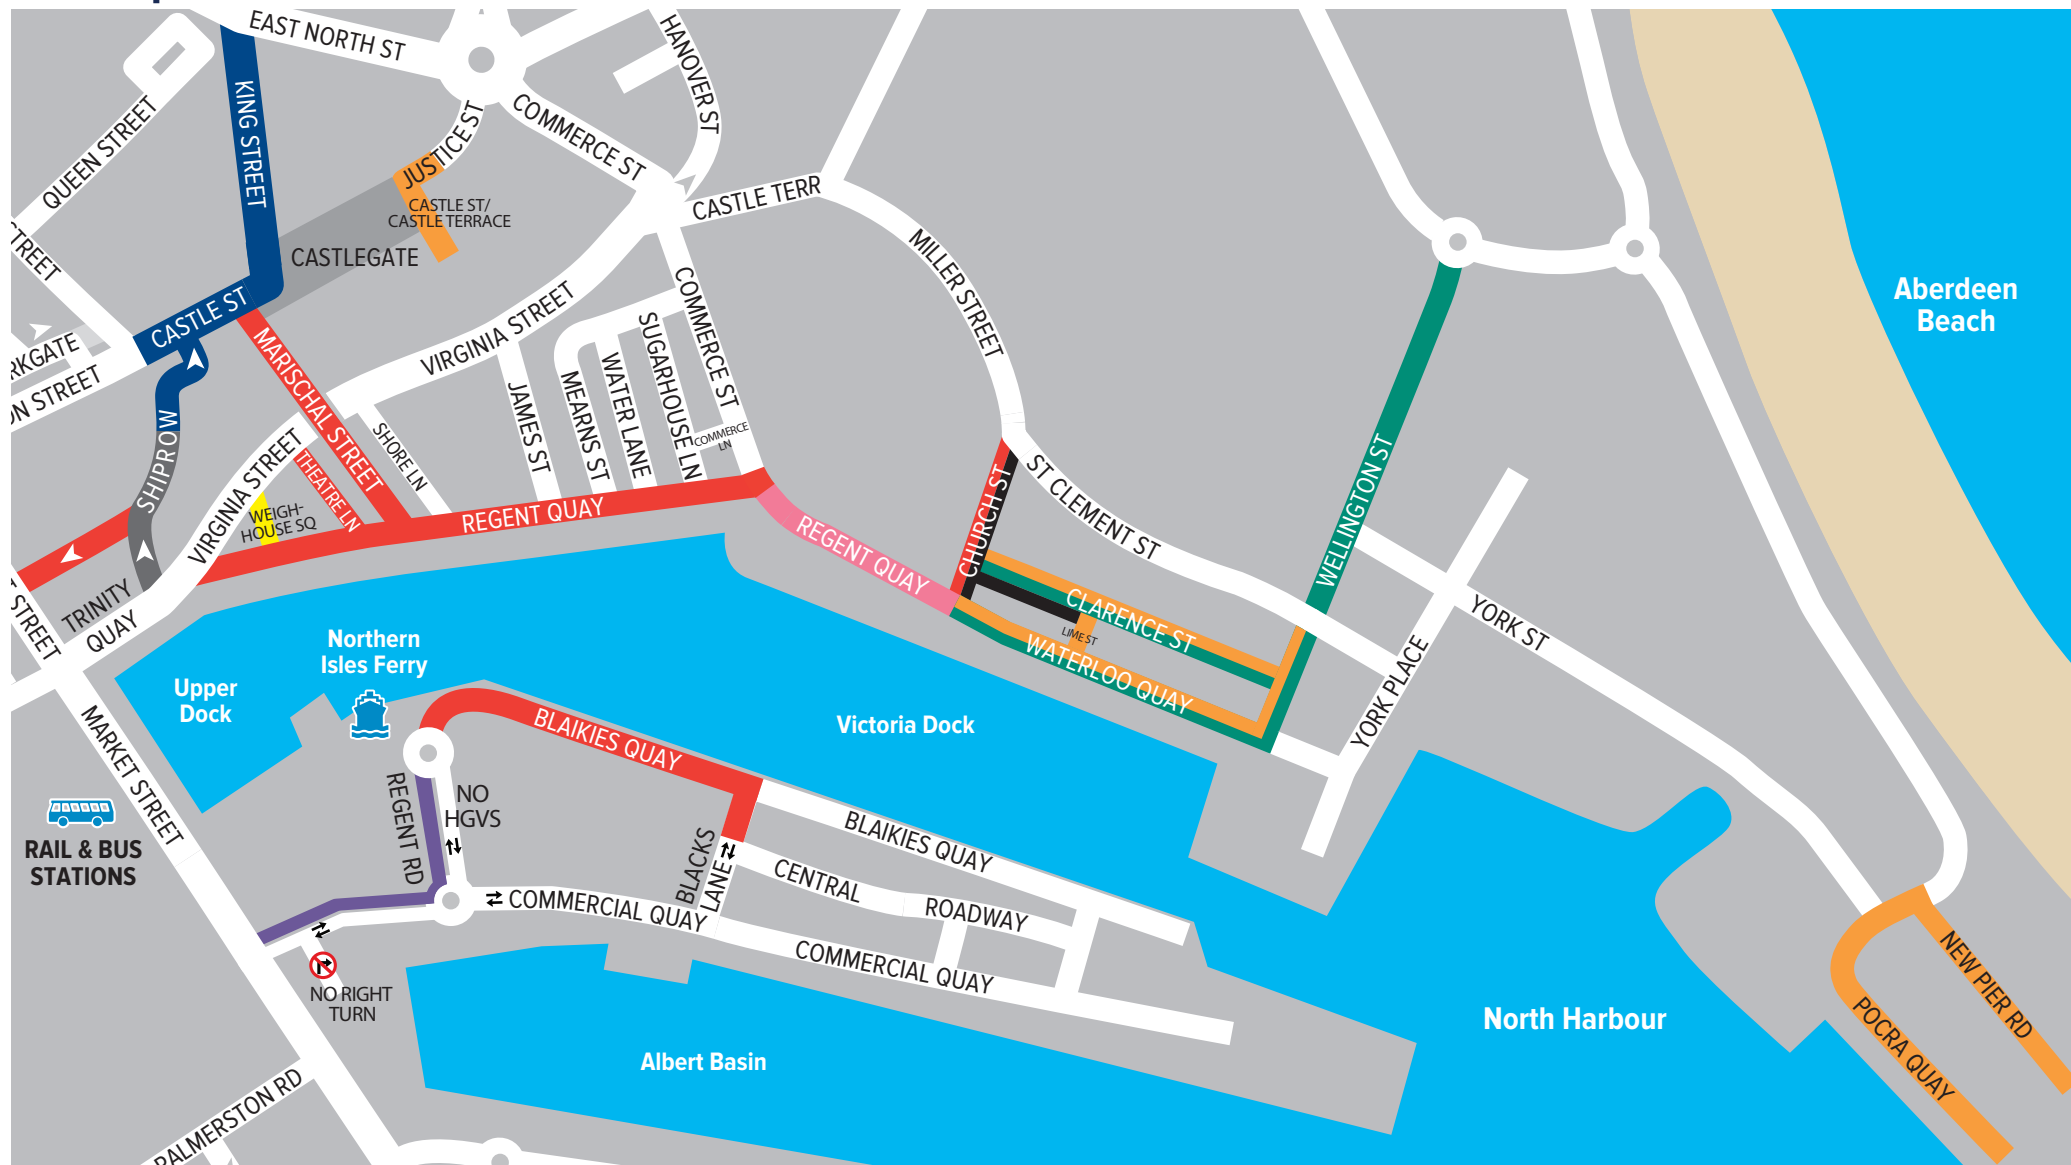 EAST NORTH ST
HANOVER ST
QUEEN STREET
KING STREET
JUSTICE ST
COMMERCE ST
CASTLE ST/
CASTLE TERRACE
CASTLE TERR
TREET
CASTLEGATE
MILLER STREET
Aberdeen
Beach
CASTLE ST
VIRGINIA STREET
COMMERCE ST
SUGARHOUSE LN
RKGATE
ON STREET
MARISCHAL STREET
WATER LANE
MEARNS ST
JAMES ST
SHIPROW
SHORE LN
COMMERCE
LN
VIRGINIA STREET
THEATRE LN
WEIGH-
HOUSE SQ
REGENT QUAY
REGENT QUAY
CHURCH ST
ST CLEMENT ST
WELLINGTON ST
TRINITY
QUAY
STREET
CLARENCE ST
LIME ST
WATERLOO QUAY
YORK ST
YORK PLACE
Northern
Isles Ferry
Upper
Dock
Victoria Dock
BLAIKIES QUAY
MARKET STREET
REGENT RD
NO
HGVS
RAIL & BUS
STATIONS
BLACKS
LANE
BLAIKIES QUAY
CENTRAL
ROADWAY
COMMERCIAL QUAY
COMMERCIAL QUAY
NO RIGHT
TURN
NEW PIER RD
POCRA QUAY
North Harbour
Albert Basin
PALMERSTON RD